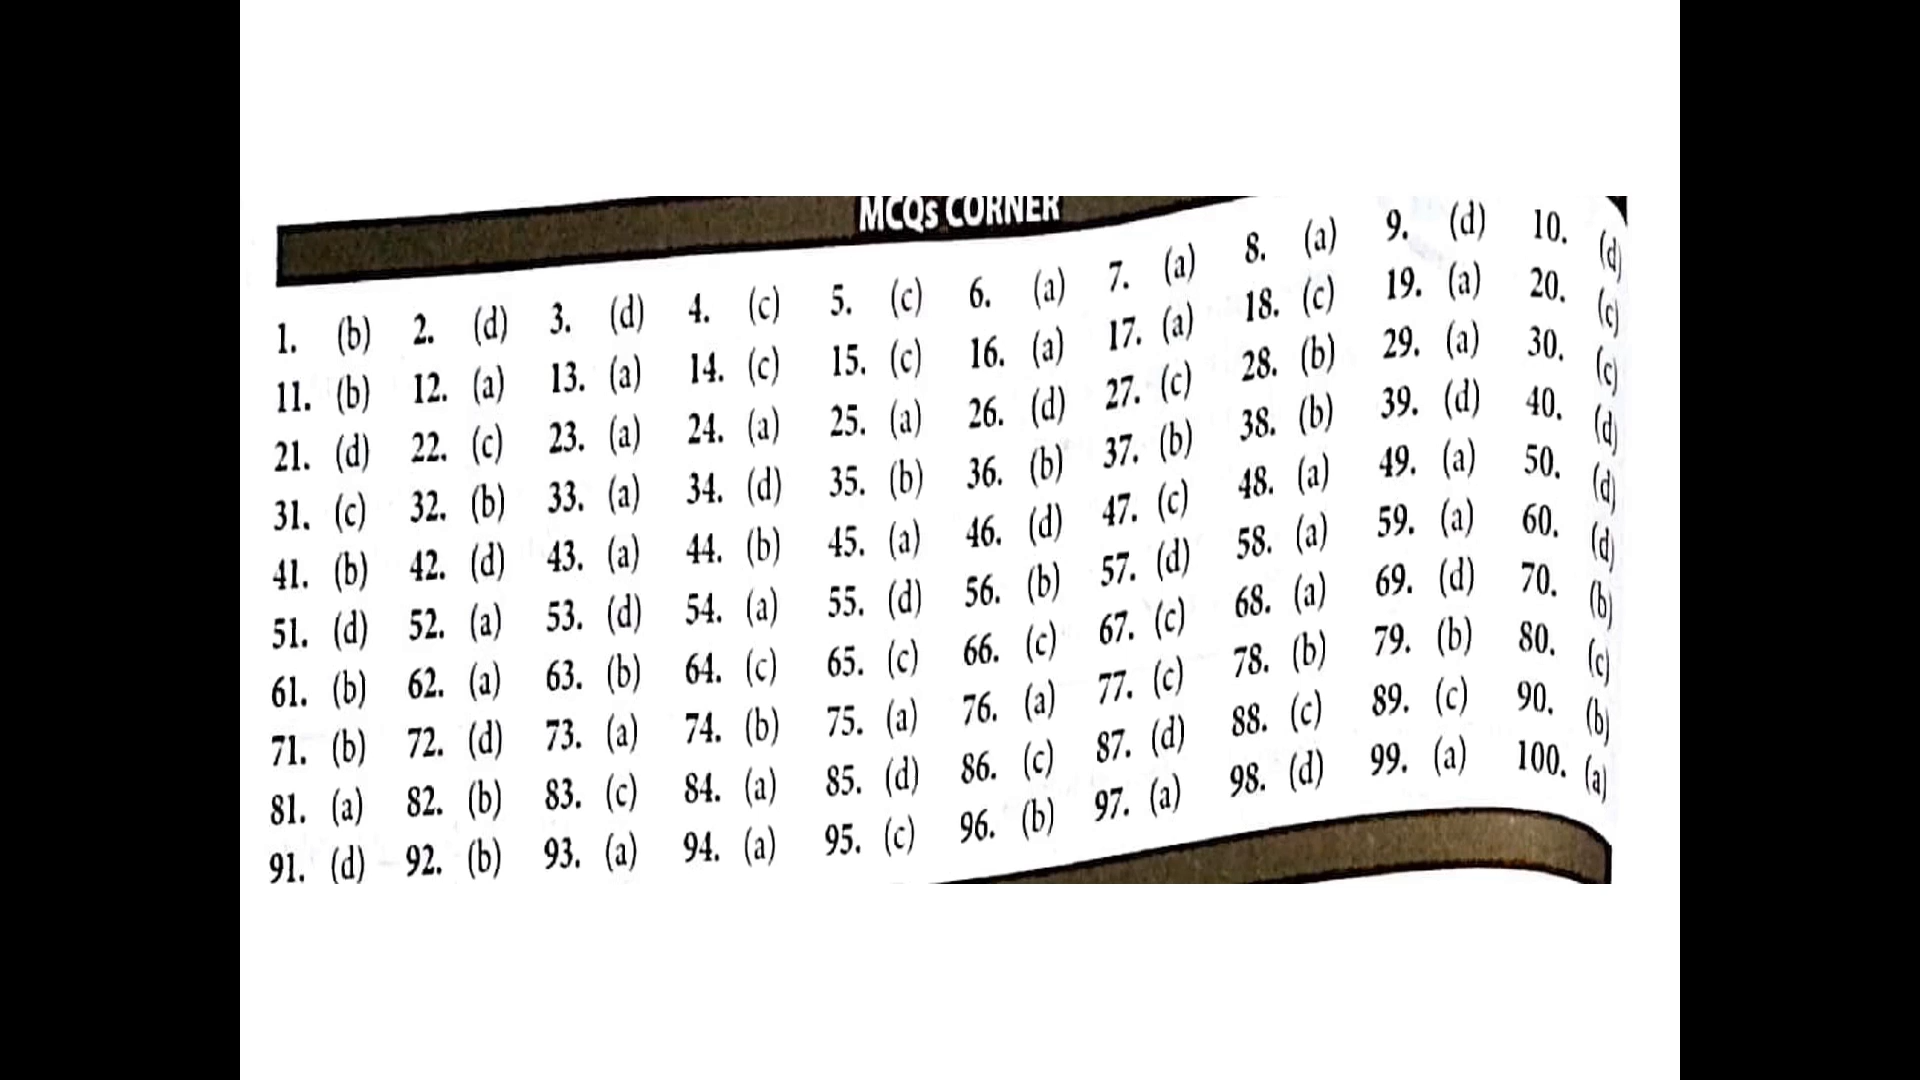 MCQs CORNER
1. (b) 2. (d) 3. (d) 4. (c) 5. (c) 6. (a) 7. (a) 8. (a) 9. (d) 10. (d)
11. (b) 12. (a) 13. (a) 14. (c) 15. (c) 16. (a) 17. (a) 18. (c) 19. (a) 20. (c)
21. (d) 22. (c) 23. (a) 24. (a) 25. (a) 26. (d) 27. (c) 28. (b) 29. (a) 30. (c)
31. (c) 32. (b) 33. (a) 34. (d) 35. (b) 36. (b) 37. (b) 38. (b) 39. (d) 40. (d)
41. (b) 42. (d) 43. (a) 44. (b) 45. (a) 46. (d) 47. (c) 48. (a) 49. (a) 50. (d)
51. (d) 52. (a) 53. (d) 54. (a) 55. (d) 56. (b) 57. (d) 58. (a) 59. (a) 60. (d)
61. (b) 62. (a) 63. (b) 64. (c) 65. (c) 66. (c) 67. (c) 68. (a) 69. (d) 70. (b)
71. (b) 72. (d) 73. (a) 74. (b) 75. (a) 76. (a) 77. (c) 78. (b) 79. (b) 80. (c)
81. (a) 82. (b) 83. (c) 84. (a) 85. (d) 86. (c) 87. (d) 88. (c) 89. (c) 90. (b)
91. (d) 92. (b) 93. (a) 94. (a) 95. (c) 96. (b) 97. (a) 98. (d) 99. (a) 100. (a)